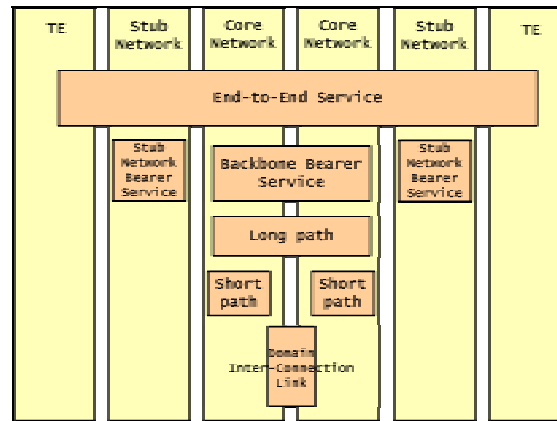 TE
Stub
Network
Core
Network
Core
Network
Stub
Network
TE
End-to-End Service
Stub
Network
Bearer
Service
Backbome Bearer
Service
Stub
Network
Bearer
Service
Long path
Short
path
Short
path
Domain
Inter-Connection
Link